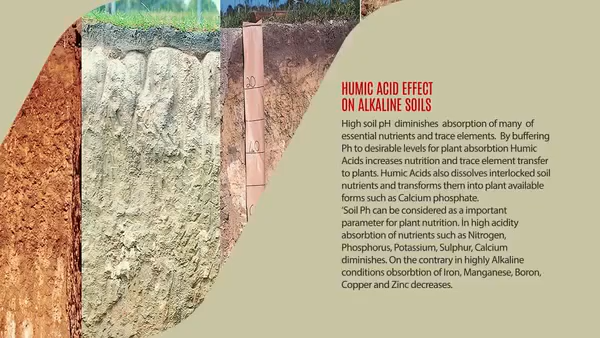 HUMIC ACID EFFECT
ON ALKALINE SOILS
High soil pH diminishes absorption of many of
essential nutrients and trace elements. By buffering
Ph to desirable levels for plant absorbtion Humic
Acids increases nutrition and trace element transfer
to plants. Humic Acids also dissolves interlocked soil
nutrients and transforms them into plant available
forms such as Calcium phosphate.
'Soil Ph can be considered as a important
parameter for plant nutrition. İn high acidity
absorbtion of nutrients such as Nitrogen,
Phosphorus, Potassium, Sulphur, Calcium
diminishes. On the contrary in highly Alkaline
conditions obsorbtion of Iron, Manganese, Boron,
Copper and Zinc decreases.